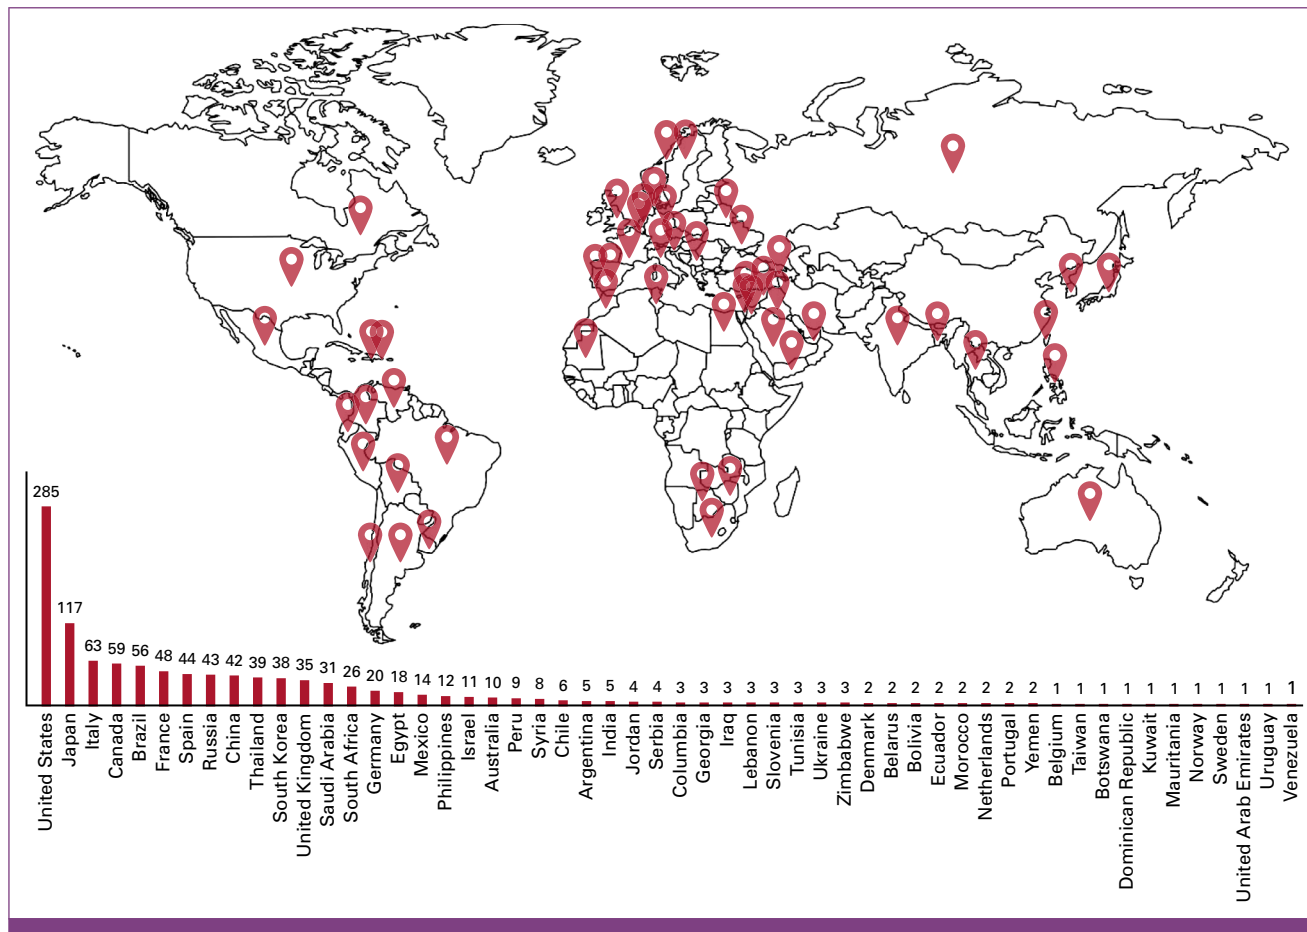 285
117
63
59
56
48
44
43
42
39
38
35
31
26
20
18
14
12
11
10
9
8
6
5
5
4
4
3
3
3
3
3
3
3
3
2
2
2
2
2
2
2
2
1
1
1
1
1
1
1
1
1
1
1
United States
Japan
Italy
Canada
Brazil
France
Spain
Russia
China
Thailand
South Korea
United Kingdom
Saudi Arabia
South Africa
Germany
Egypt
Mexico
Philippines
Israel
Australia
Peru
Syria
Chile
Argentina
India
Jordan
Serbia
Columbia
Georgia
Iraq
Lebanon
Slovenia
Tunisia
Ukraine
Zimbabwe
Denmark
Belarus
Bolivia
Ecuador
Morocco
Netherlands
Portugal
Yemen
Belgium
Taiwan
Botswana
Dominican Republic
Kuwait
Mauritania
Norway
Sweden
United Arab Emirates
Uruguay
Venezuela